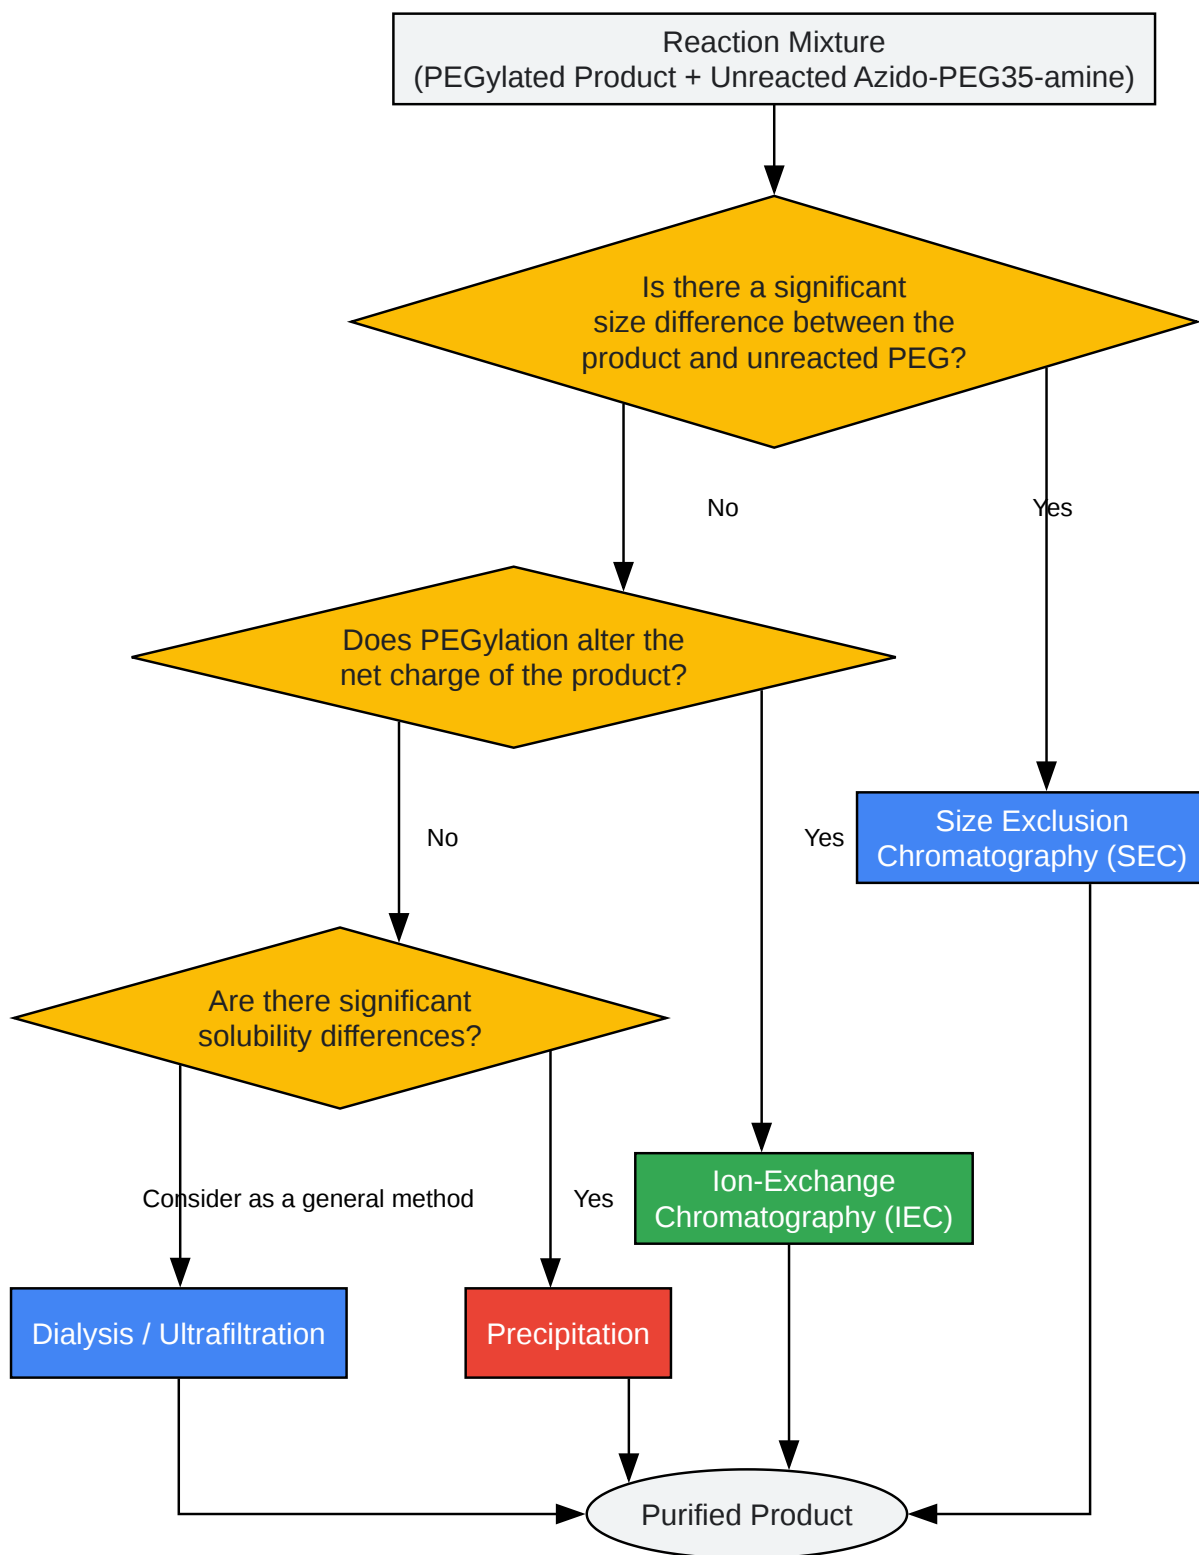 Reaction Mixture
(PEGylated Product + Unreacted Azido-PEG35-amine)
Is there a significant
size difference between the
product and unreacted PEG?
No
Yes
Does PEGylation alter the
net charge of the product?
No
Yes
Size Exclusion
Chromatography (SEC)
Are there significant
solubility differences?
Consider as a general method
Yes
Ion-Exchange
Chromatography (IEC)
Dialysis / Ultrafiltration
Precipitation
Purified Product